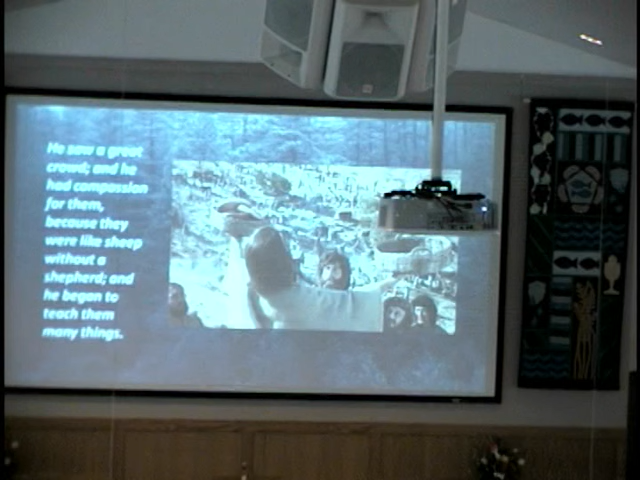 He saw a great
crowd; and he
had compassion
for them,
because they
were like sheep
without a
shepherd; and
he began to
teach them
many things.